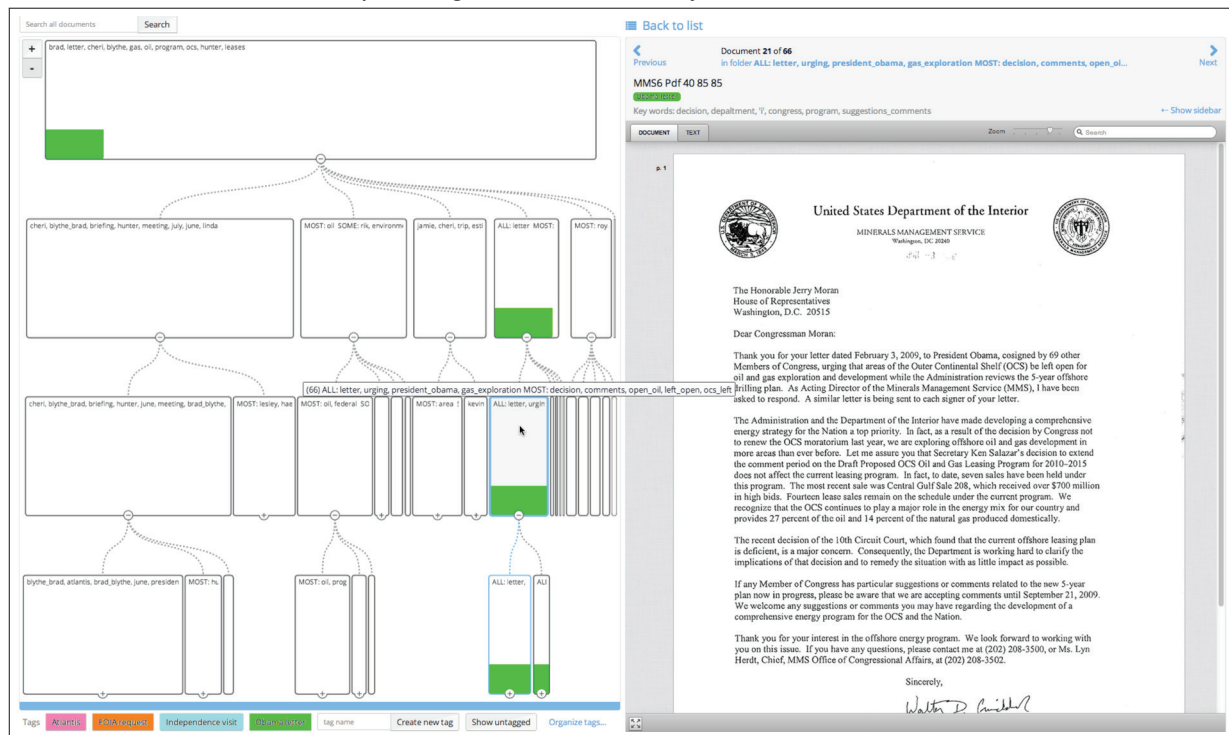 Search all documents Search
+
-
brad, letter, cheri, blythe, gas, oil, program, ocs, hunter, leases
cheri, blythe_brad, briefing, hunter, meeting, july, june, linda
MOST: oil SOME: rik, environm
jamie, cheri, trip, esti
ALL: letter MOST:
MOST: roy
(66) ALL: letter, urging, president_obama, gas_exploration MOST: decision, comments, open_oil, left_open, ocs_left
cheri, blythe_brad, briefing, hunter, june, meeting, brad_blythe,
MOST: lesley, hae
MOST: oil, federal SO
MOST: area
kevin
ALL: letter, urgin
blythe_brad, atlantis, brad_blythe, june, presiden
MOST: hu
MOST: oil, prog
ALL: letter,
ALI
Tags Atlantis FOIA request Independence visit Obama letter tag name Create new tag Show untagged Organize tags...
Back to list
Previous
Document 21 of 66
in folder ALL: letter, urging, president_obama, gas_exploration MOST: decision, comments, open_oi...
Next
MMS6 Pdf 40 85 85
Obama letter
Key words: decision, depaltment, 'i', congress, program, suggestions_comments
Show sidebar
DOCUMENT TEXT Zoom Search
p. 1
United States Department of the Interior
MINERALS MANAGEMENT SERVICE
Washington, DC 20240
The Honorable Jerry Moran
House of Representatives
Washington, D.C. 20515
Dear Congressman Moran:
Thank you for your letter dated February 3, 2009, to President Obama, cosigned by 69 other
Members of Congress, urging that areas of the Outer Continental Shelf (OCS) be left open for
oil and gas exploration and development while the Administration reviews the 5-year offshore
drilling plan. As Acting Director of the Minerals Management Service (MMS), I have been
asked to respond. A similar letter is being sent to each signer of your letter.
The Administration and the Department of the Interior have made developing a comprehensive
energy strategy for the Nation a top priority. In fact, as a result of the decision by Congress not
to renew the OCS moratorium last year, we are exploring offshore oil and gas development in
more areas than ever before. Let me assure you that Secretary Ken Salazar's decision to extend
the comment period on the Draft Proposed OCS Oil and Gas Leasing Program for 2010–2015
does not affect the current leasing program. In fact, to date, seven sales have been held under
this program. The most recent sale was Central Gulf Sale 208, which received over $700 million
in high bids. Fourteen lease sales remain on the schedule under the current program. We
recognize that the OCS continues to play a major role in the energy mix for our country and
provides 27 percent of the oil and 14 percent of the natural gas produced domestically.
The recent decision of the 10th Circuit Court, which found that the current offshore leasing plan
is deficient, is a major concern. Consequently, the Department is working hard to clarify the
implications of that decision and to remedy the situation with as little impact as possible.
If any Member of Congress has particular suggestions or comments related to the new 5-year
plan now in progress, please be aware that we are accepting comments until September 21, 2009.
We welcome any suggestions or comments you may have regarding the development of a
comprehensive energy program for the OCS and the Nation.
Thank you for your interest in the offshore energy program. We look forward to working with
you on this issue. If you have any questions, please contact me at (202) 208-3500, or Ms. Lyn
Herdt, Chief, MMS Office of Congressional Affairs, at (202) 208-3502.
Sincerely,